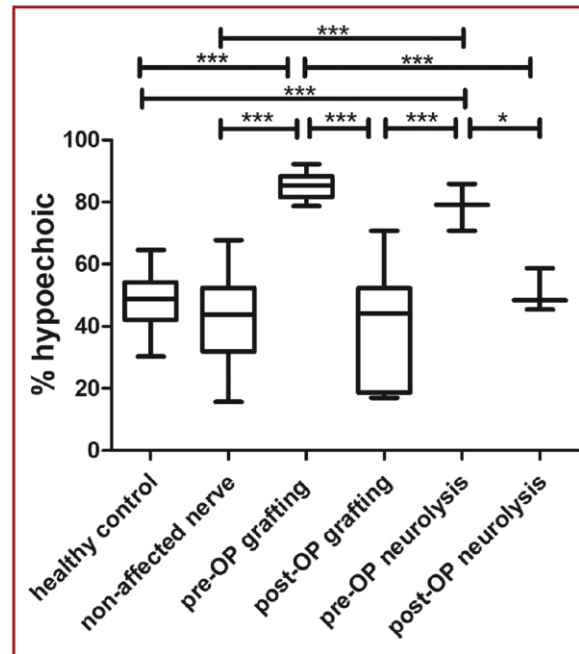 ***
*** ***
***
*** *** *** *
100
80
60
40
20
0
% hypoechoic
healthy control
non-affected nerve
pre-OP grafting
post-OP grafting
pre-OP neurolysis
post-OP neurolysis